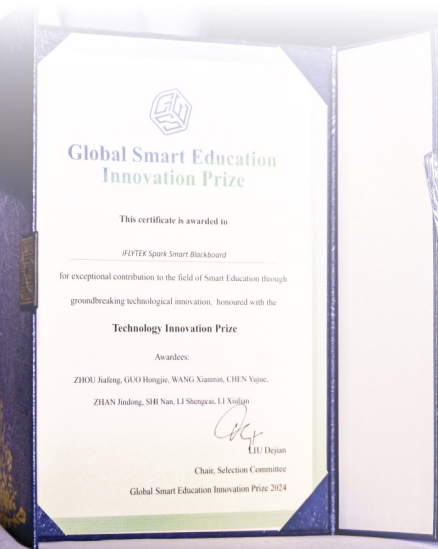 Global Smart Education
Innovation Prize
This certificate is awarded to
iFLYTEK Spark Smart Blackboard
for exceptional contribution to the field of Smart Education through
groundbreaking technological innovation, honoured with the
Technology Innovation Prize
Awardees:
ZHOU Jiafeng, GUO Hongjie, WANG Xianmin, CHEN Yujue,
ZHAN Jindong, SHI Nan, LI Shengcai, LI Xiulian
LIU Dejian
Chair, Selection Committee
Global Smart Education Innovation Prize 2024